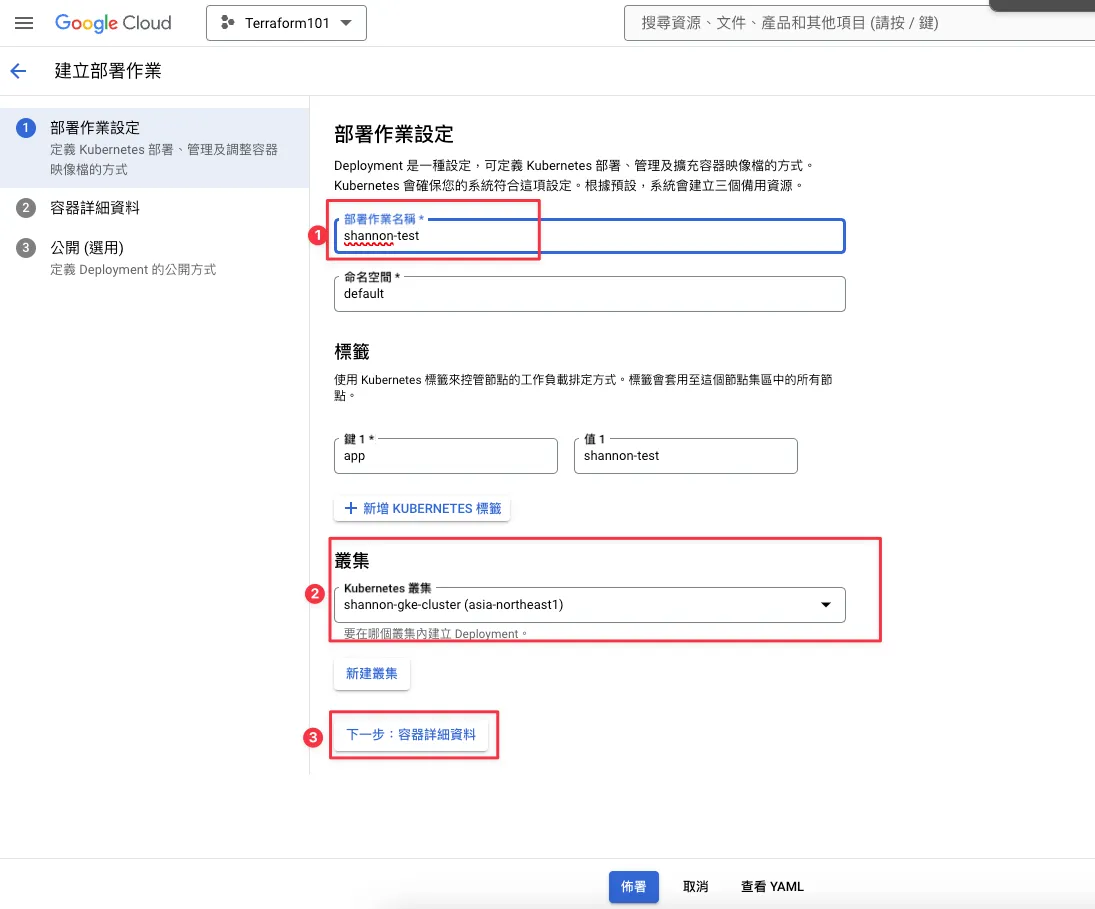 Google Cloud
Terraform101
搜尋資源、文件、產品和其他項目 (請按 / 鍵)
建立部署作業
1 部署作業設定
定義 Kubernetes 部署、管理及調整容器
映像檔的方式
2 容器詳細資料
3 公開 (選用)
定義 Deployment 的公開方式
部署作業設定
Deployment 是一種設定，可定義 Kubernetes 部署、管理及擴充容器映像檔的方式。
Kubernetes 會確保您的系統符合這項設定。根據預設，系統會建立三個備用資源。
部署作業名稱 *
1 shannon-test
命名空間 *
default
標籤
使用 Kubernetes 標籤來控管節點的工作負載排定方式。標籤會套用至這個節點集區中的所有節
點。
鍵 1 * 值 1
app shannon-test
+ 新增 KUBERNETES 標籤
叢集
2 Kubernetes 叢集
shannon-gke-cluster (asia-northeast1)
要在哪個叢集內建立 Deployment。
新建叢集
3 下一步：容器詳細資料
佈署 取消 查看 YAML